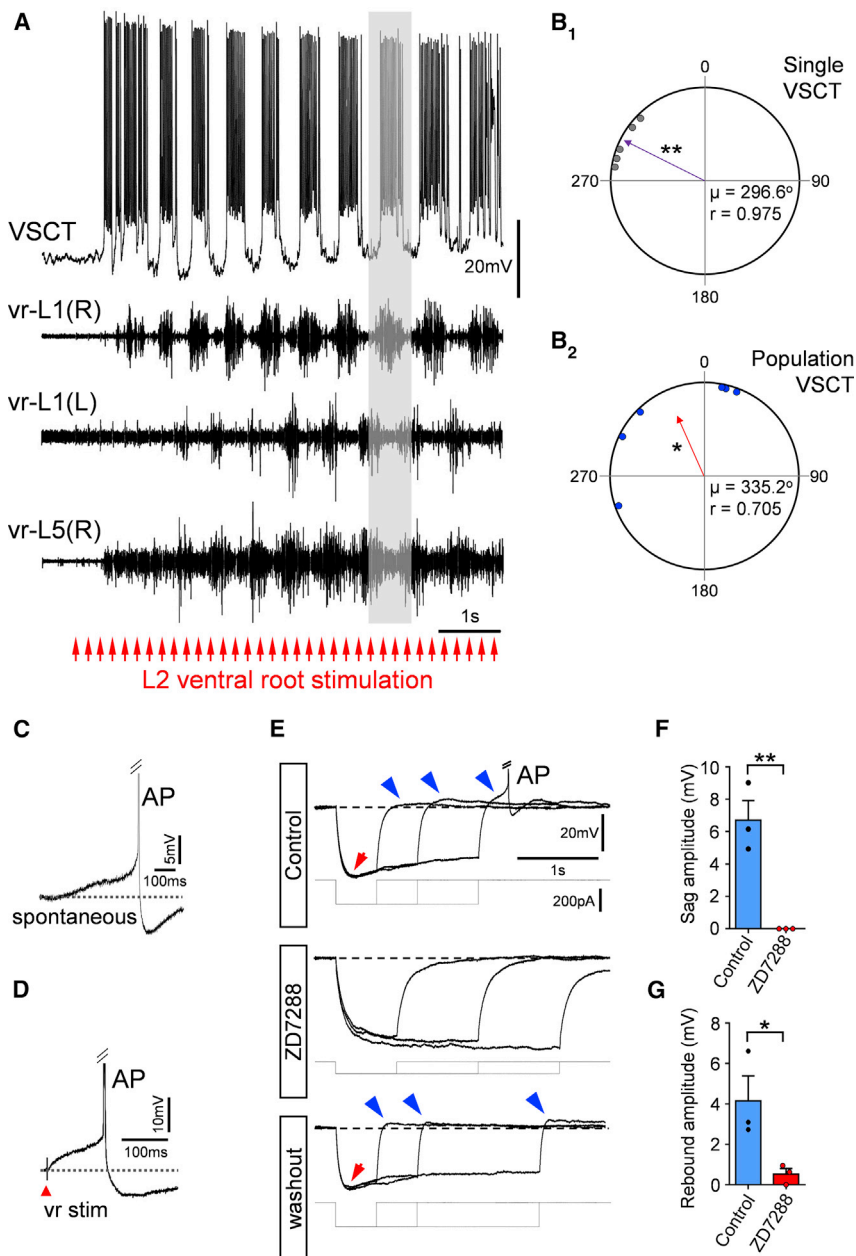 A
VSCT
20mV
vr-L1(R)
vr-L1(L)
vr-L5(R)
1s
L2 ventral root stimulation
B1
Single
VSCT
0
**
270
90
μ = 296.6o
r = 0.975
180
B2
Population
VSCT
0
*
270
90
μ = 335.2o
r = 0.705
180
C
AP
5mV
100ms
spontaneous
D
AP
10mV
100ms
vr stim
E
Control
AP
20mV
1s
200pA
ZD7288
washout
F
**
Sag amplitude (mV)
10
8
6
4
2
0
Control
ZD7288
G
*
Rebound amplitude (mV)
8
6
4
2
0
Control
ZD7288